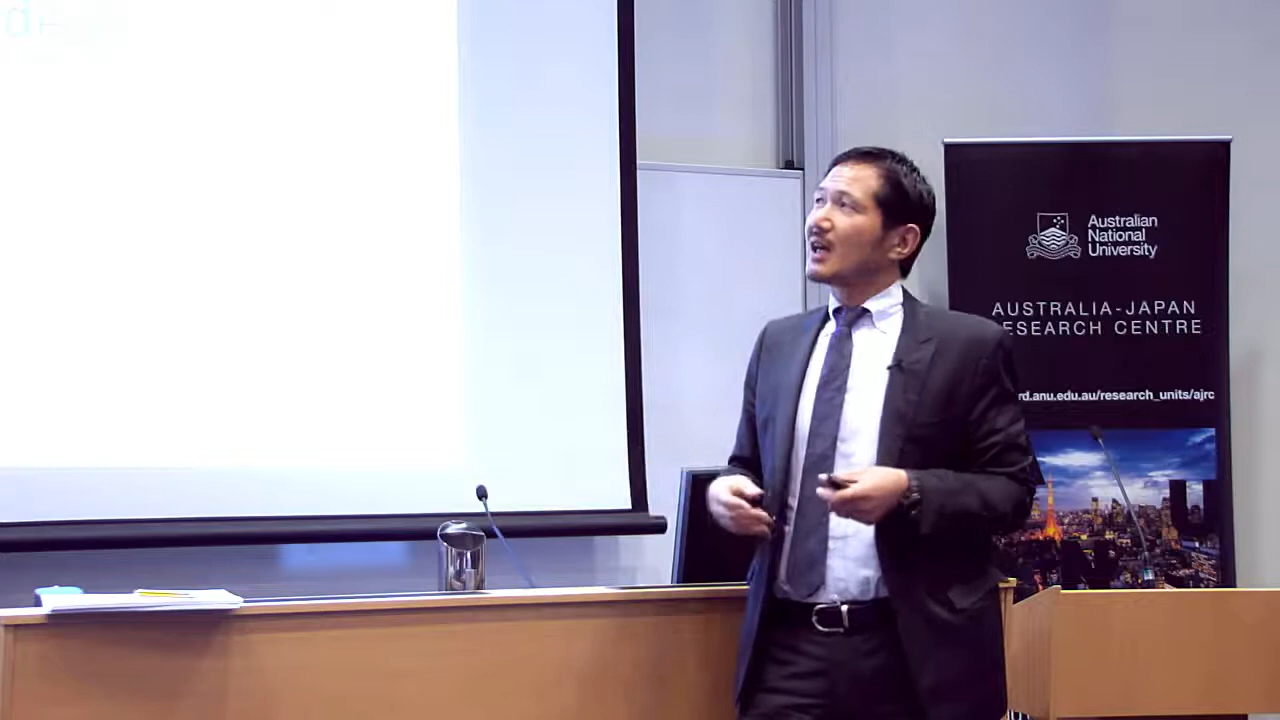 Australian
National
University
AUSTRALIA-JAPAN
ESEARCH CENTRE
rd.anu.edu.au/research_units/ajrc